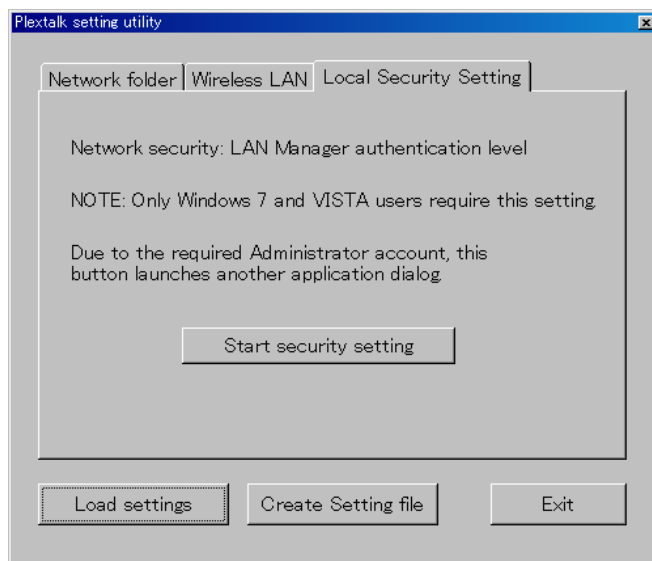 Plextalk setting utility
Network folder Wireless LAN Local Security Setting
Network security: LAN Manager authentication level
NOTE: Only Windows 7 and VISTA users require this setting.
Due to the required Administrator account, this
button launches another application dialog.
Start security setting
Load settings Create Setting file Exit